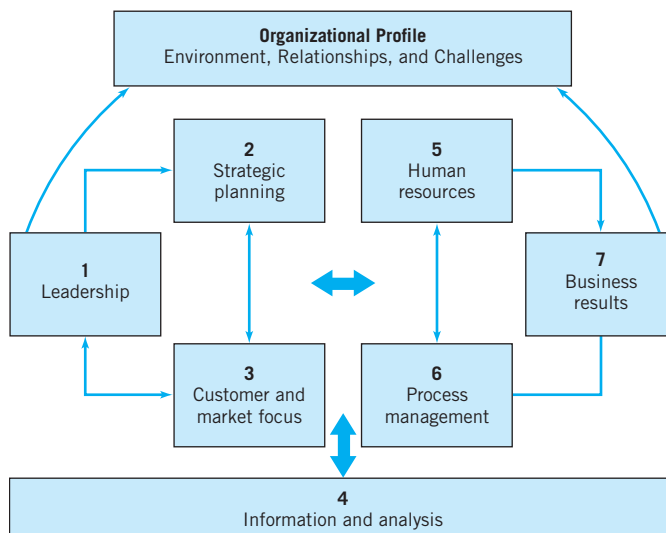 Organizational Profile
Environment, Relationships, and Challenges
2
Strategic
planning
5
Human
resources
1
Leadership
7
Business
results
3
Customer and
market focus
6
Process
management
4
Information and analysis